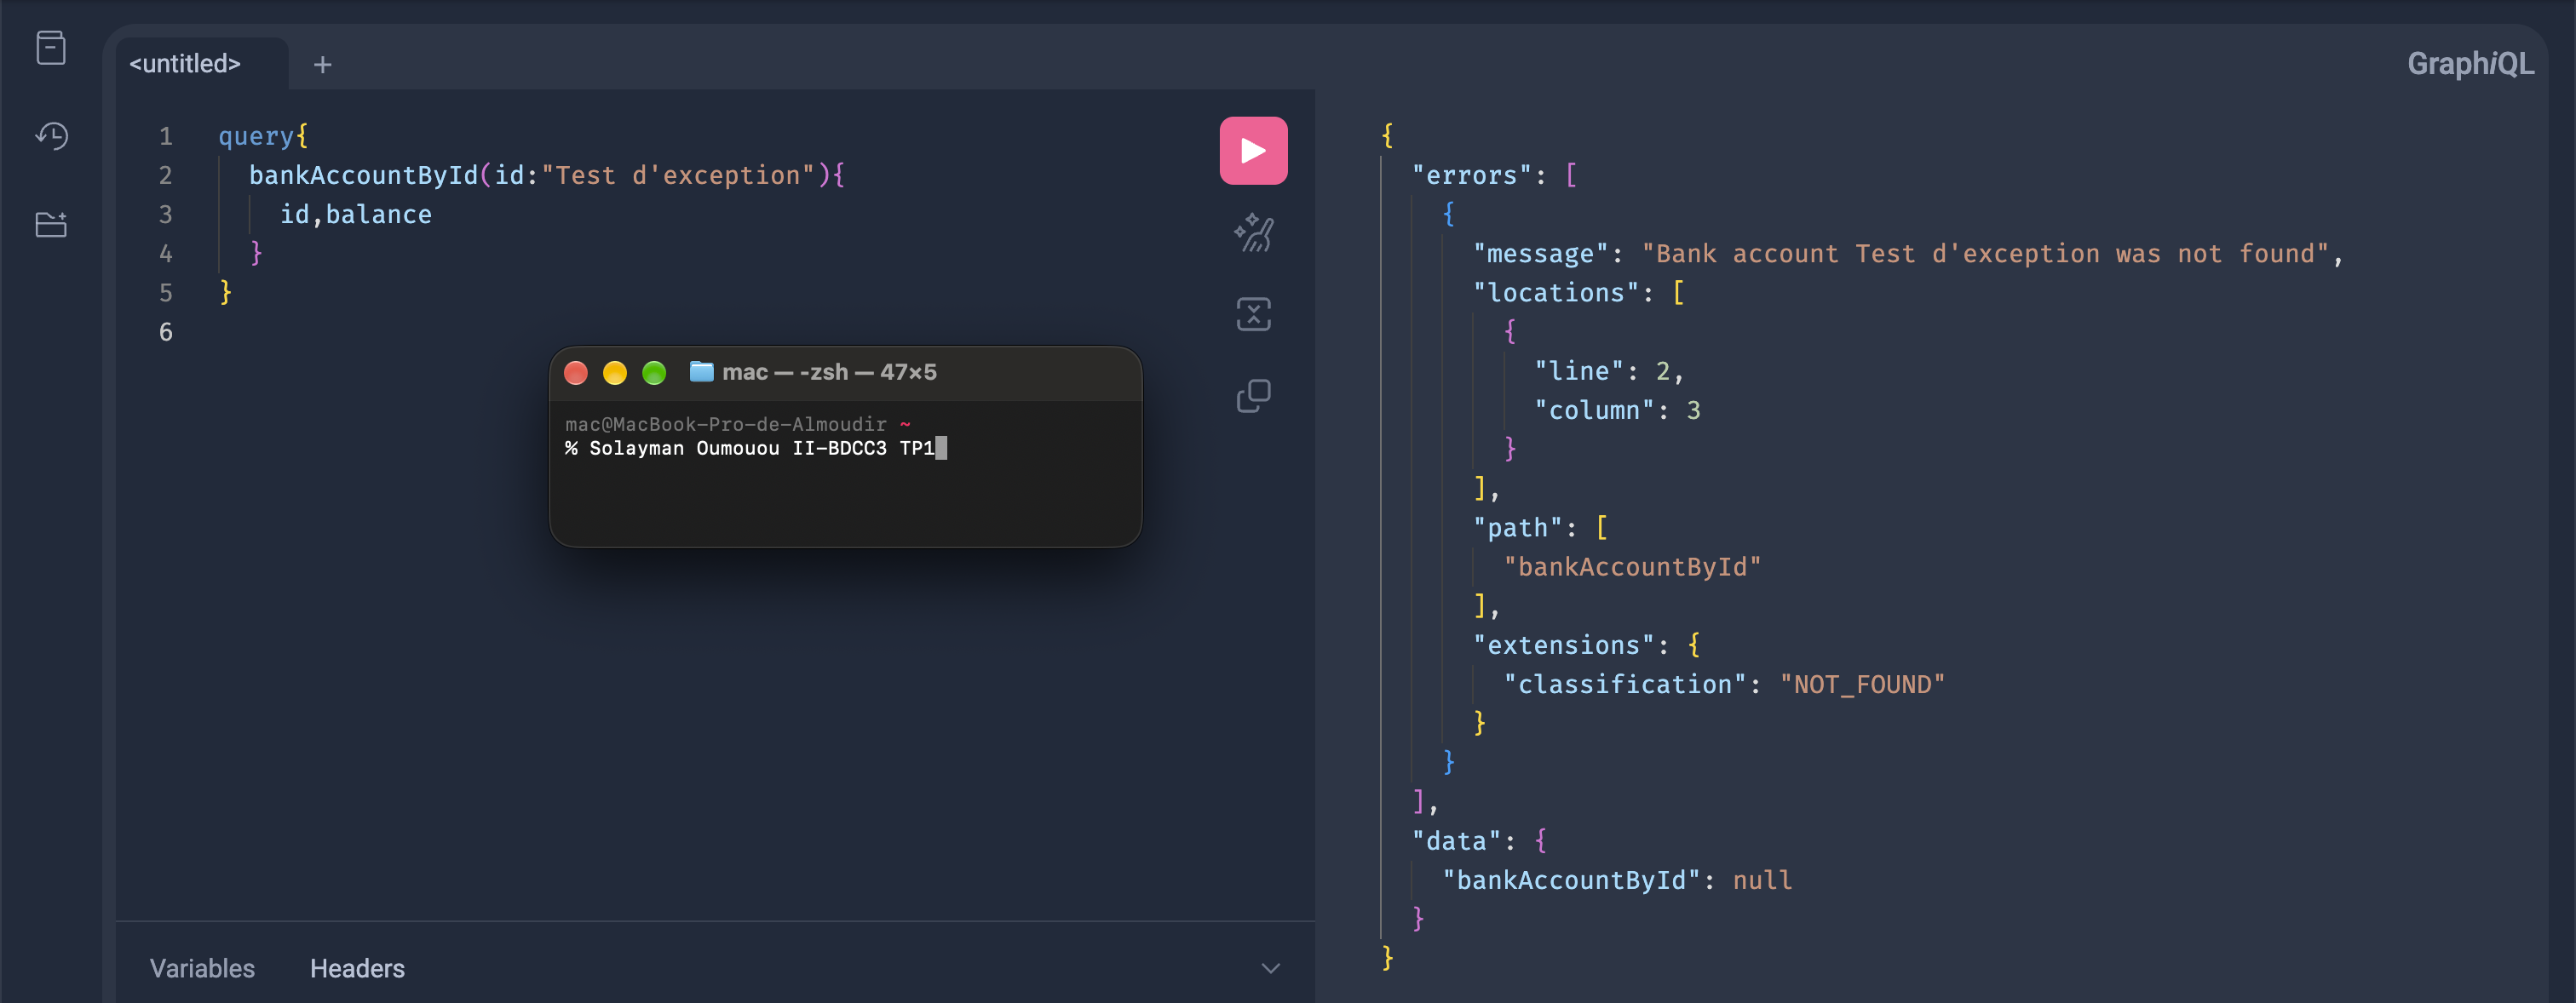 <untitled>
+
GraphiQL
1 query{
2   bankAccountById(id:"Test d'exception"){
3     id,balance
4   }
5 }
6
mac — -zsh — 47×5
mac@MacBook-Pro-de-Almoudir ~
% Solayman Oumouou II-BDCC3 TP1
Variables Headers
{
  "errors": [
    {
      "message": "Bank account Test d'exception was not found",
      "locations": [
        {
          "line": 2,
          "column": 3
        }
      ],
      "path": [
        "bankAccountById"
      ],
      "extensions": {
        "classification": "NOT_FOUND"
      }
    }
  ],
  "data": {
    "bankAccountById": null
  }
}